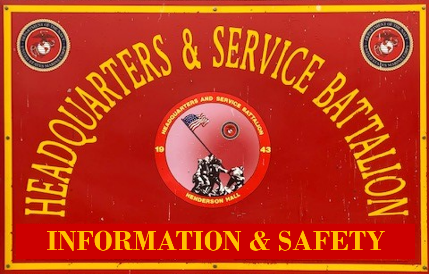 HEADQUARTERS & SERVICE BATTALION
HEADQUARTERS AND SERVICE BATTALION
19 43
HENDERSON HALL
INFORMATION & SAFETY